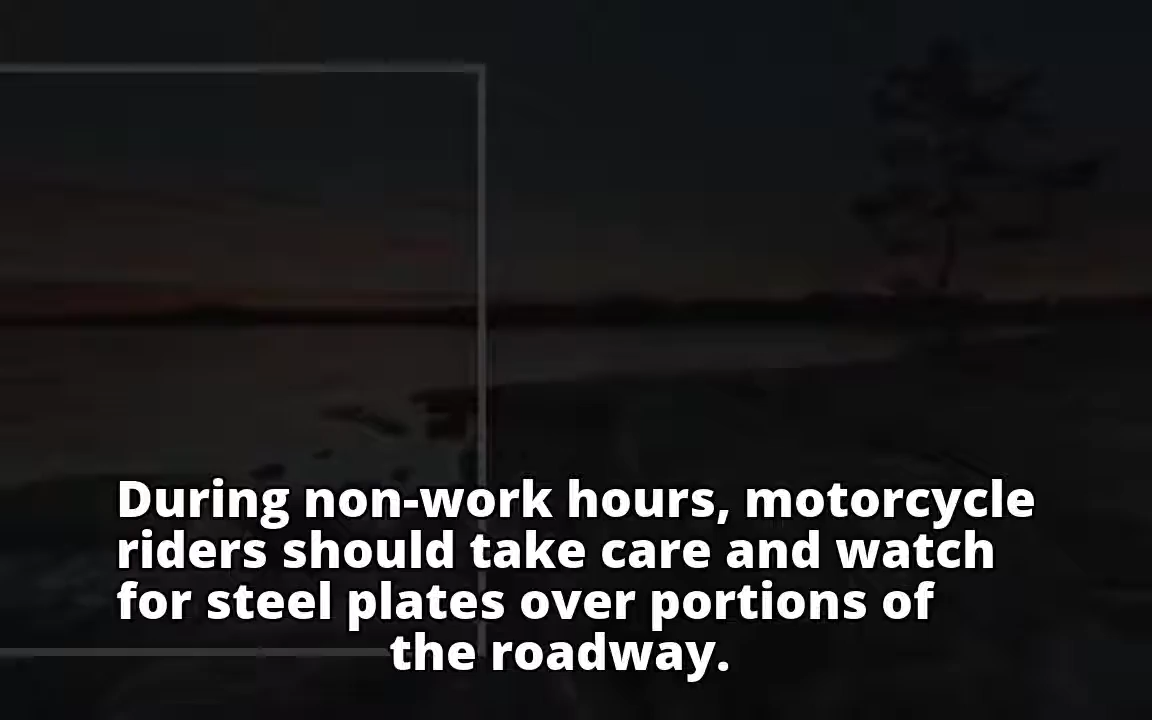 During non-work hours, motorcycle
riders should take care and watch
for steel plates over portions of
the roadway.